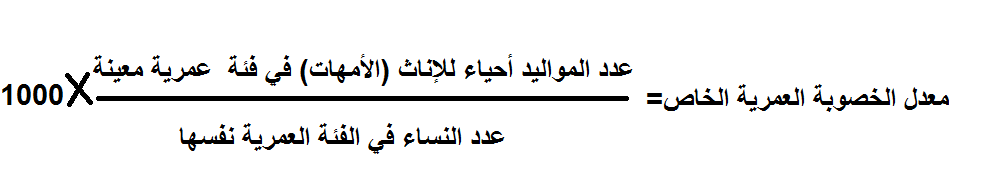 عدد المواليد أحياء للإناث (الأمهات) في فئة عمرية معينة
معدل الخصوبة العمرية الخاص= × 1000
عدد النساء في الفئة العمرية نفسها